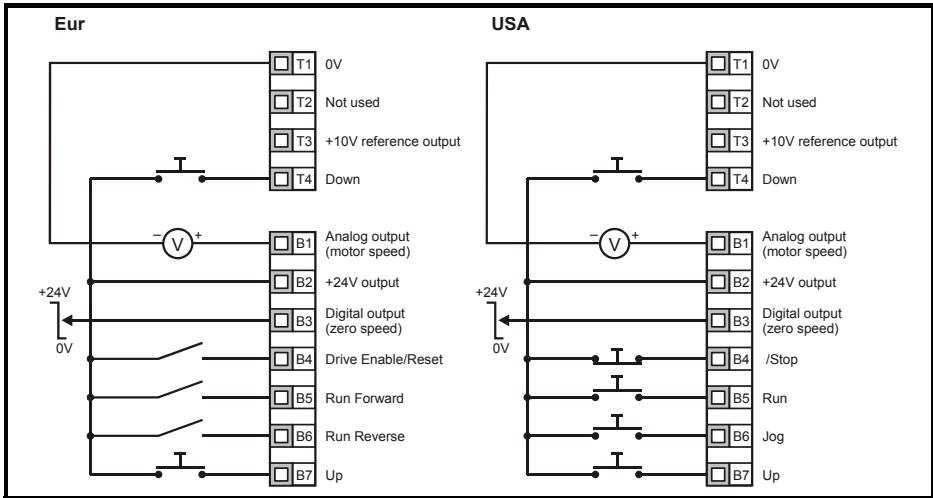 Eur
T1 0V
T2 Not used
T3 +10V reference output
T4 Down
– V +
B1 Analog output
(motor speed)
B2 +24V output
+24V
0V
B3 Digital output
(zero speed)
B4 Drive Enable/Reset
B5 Run Forward
B6 Run Reverse
B7 Up
USA
T1 0V
T2 Not used
T3 +10V reference output
T4 Down
– V +
B1 Analog output
(motor speed)
B2 +24V output
+24V
0V
B3 Digital output
(zero speed)
B4 /Stop
B5 Run
B6 Jog
B7 Up